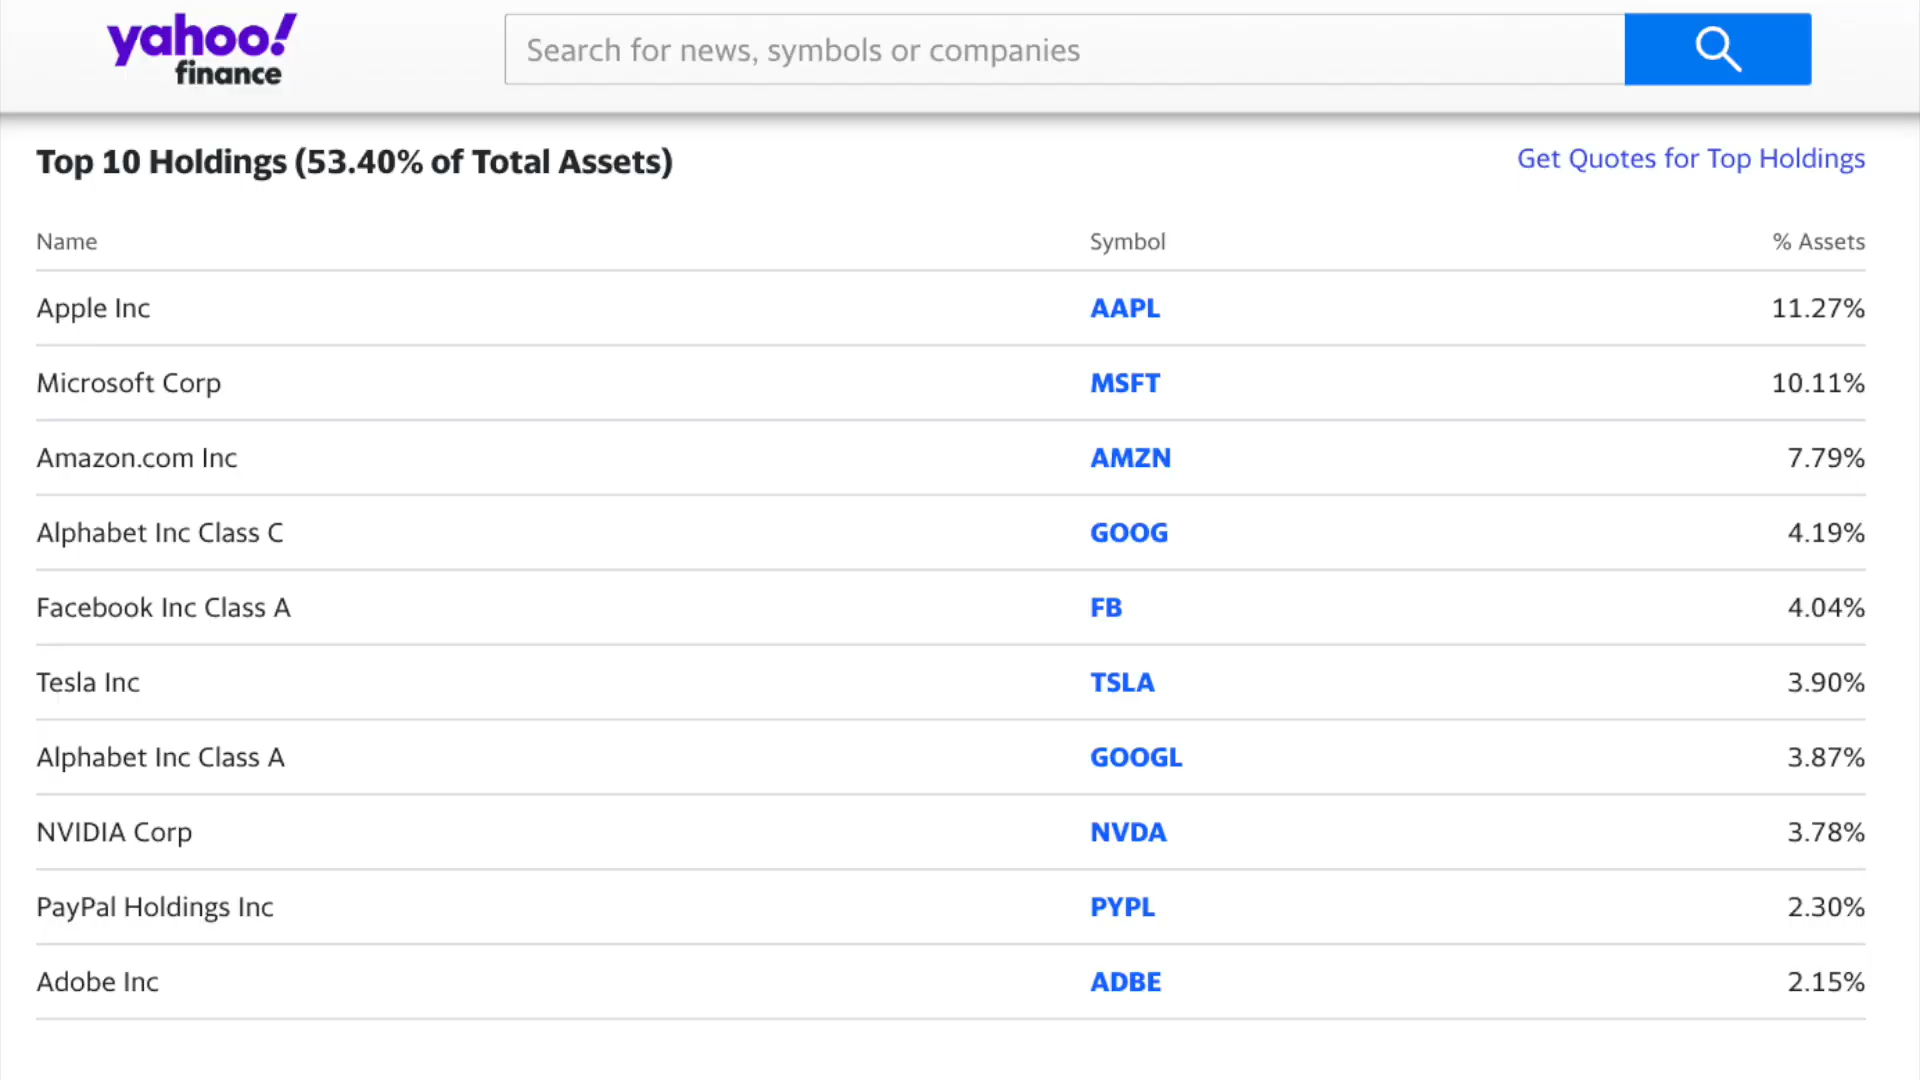 yahoo!
finance
Search for news, symbols or companies
Top 10 Holdings (53.40% of Total Assets)
Get Quotes for Top Holdings
Name Symbol % Assets
Apple Inc AAPL 11.27%
Microsoft Corp MSFT 10.11%
Amazon.com Inc AMZN 7.79%
Alphabet Inc Class C GOOG 4.19%
Facebook Inc Class A FB 4.04%
Tesla Inc TSLA 3.90%
Alphabet Inc Class A GOOGL 3.87%
NVIDIA Corp NVDA 3.78%
PayPal Holdings Inc PYPL 2.30%
Adobe Inc ADBE 2.15%